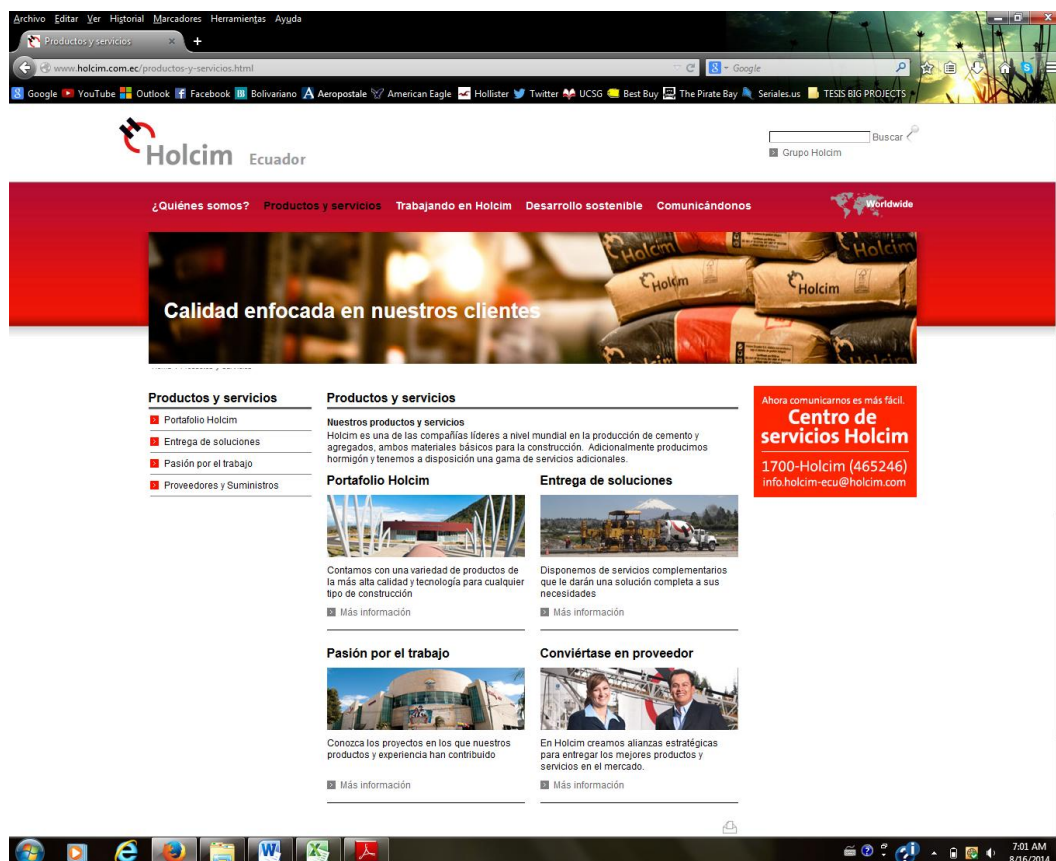 Archivo Editar Ver Historial Marcadores Herramientas Ayuda
Productos y servicios × +
www.holcim.com.ec/productos-y-servicios.html Google
Google YouTube Outlook Facebook Bolivariano Aeropostale American Eagle Hollister Twitter UCSG Best Buy The Pirate Bay Seriales.us TESIS BIG PROJECTS
Holcim Ecuador
Buscar
Grupo Holcim
¿Quiénes somos? Productos y servicios Trabajando en Holcim Desarrollo sostenible Comunicándonos Worldwide
Holcim
Holcim
Holcim
Holcim
Calidad enfocada en nuestros clientes
Holcim
Productos y servicios
Portafolio Holcim
Entrega de soluciones
Pasión por el trabajo
Proveedores y Suministros
Productos y servicios
Nuestros productos y servicios
Holcim es una de las compañías líderes a nivel mundial en la producción de cemento y
agregados, ambos materiales básicos para la construcción. Adicionalmente producimos
hormigón y tenemos a disposición una gama de servicios adicionales.
Portafolio Holcim
Contamos con una variedad de productos de
la más alta calidad y tecnología para cualquier
tipo de construcción
Más información
Entrega de soluciones
Disponemos de servicios complementarios
que le darán una solución completa a sus
necesidades
Más información
Pasión por el trabajo
Conozca los proyectos en los que nuestros
productos y experiencia han contribuido
Más información
Conviértase en proveedor
En Holcim creamos alianzas estratégicas
para entregar los mejores productos y
servicios en el mercado.
Más información
Ahora comunicarnos es más fácil.
Centro de
servicios Holcim
1700-Holcim (465246)
info.holcim-ecu@holcim.com
7:01 AM
8/16/2014